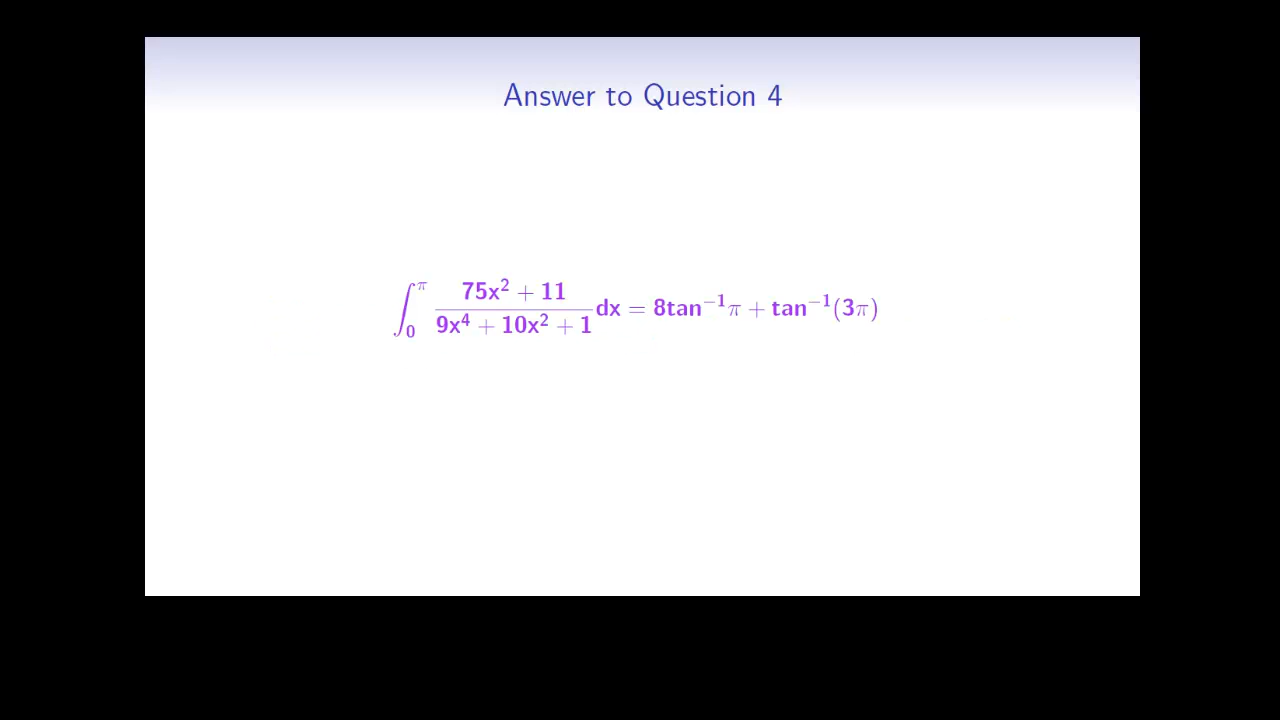 Answer to Question 4
∫₀^π (75x² + 11)/(9x⁴ + 10x² + 1) dx = 8tan⁻¹π + tan⁻¹(3π)